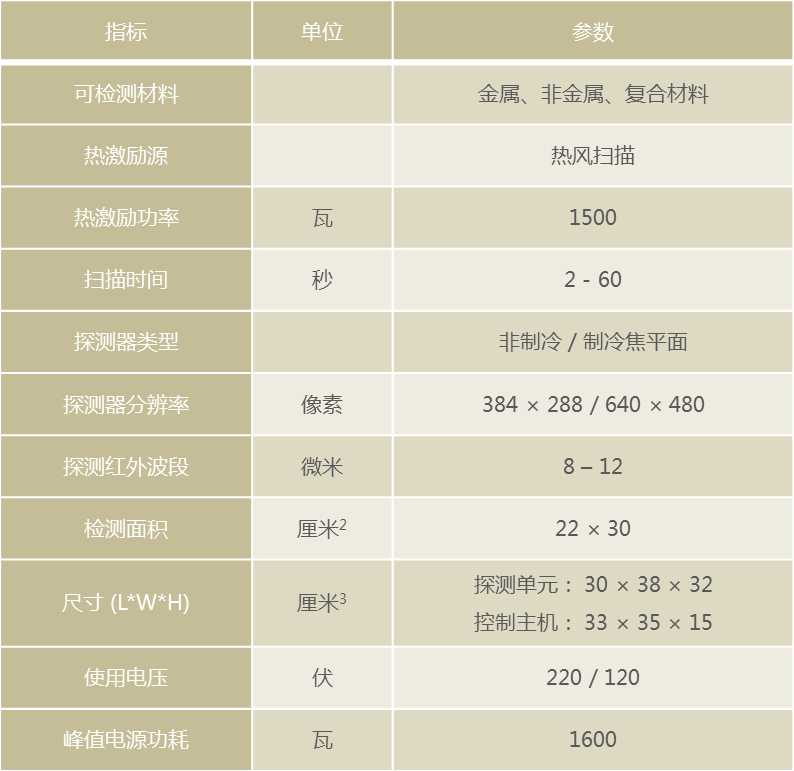 指标 单位 参数
可检测材料 金属、非金属、复合材料
热激励源 热风扫描
热激励功率 瓦 1500
扫描时间 秒 2 - 60
探测器类型 非制冷 / 制冷焦平面
探测器分辨率 像素 384 × 288 / 640 × 480
探测红外波段 微米 8 – 12
检测面积 厘米² 22 × 30
尺寸 (L*W*H) 厘米³ 探测单元： 30 × 38 × 32
控制主机： 33 × 35 × 15
使用电压 伏 220 / 120
峰值电源功耗 瓦 1600